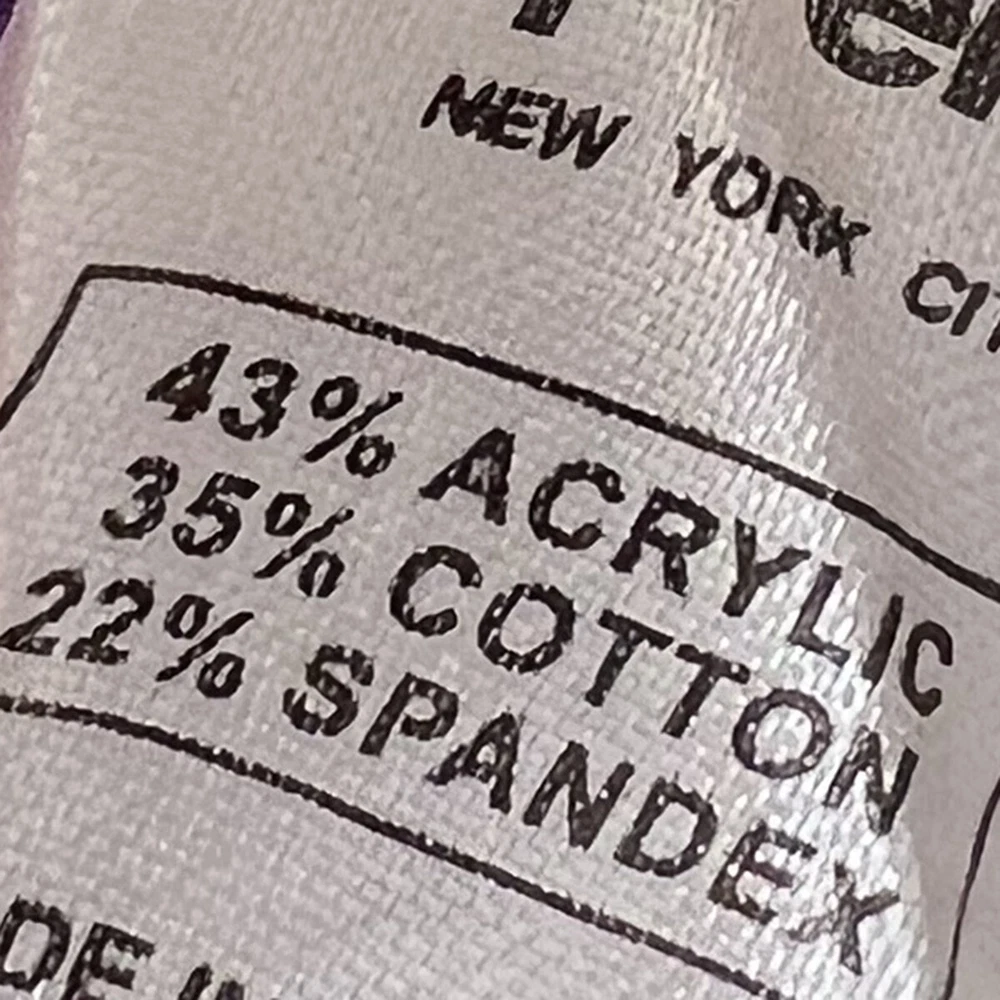 NEW YORK
43% ACRYLIC
35% COTTON
22% SPANDEX